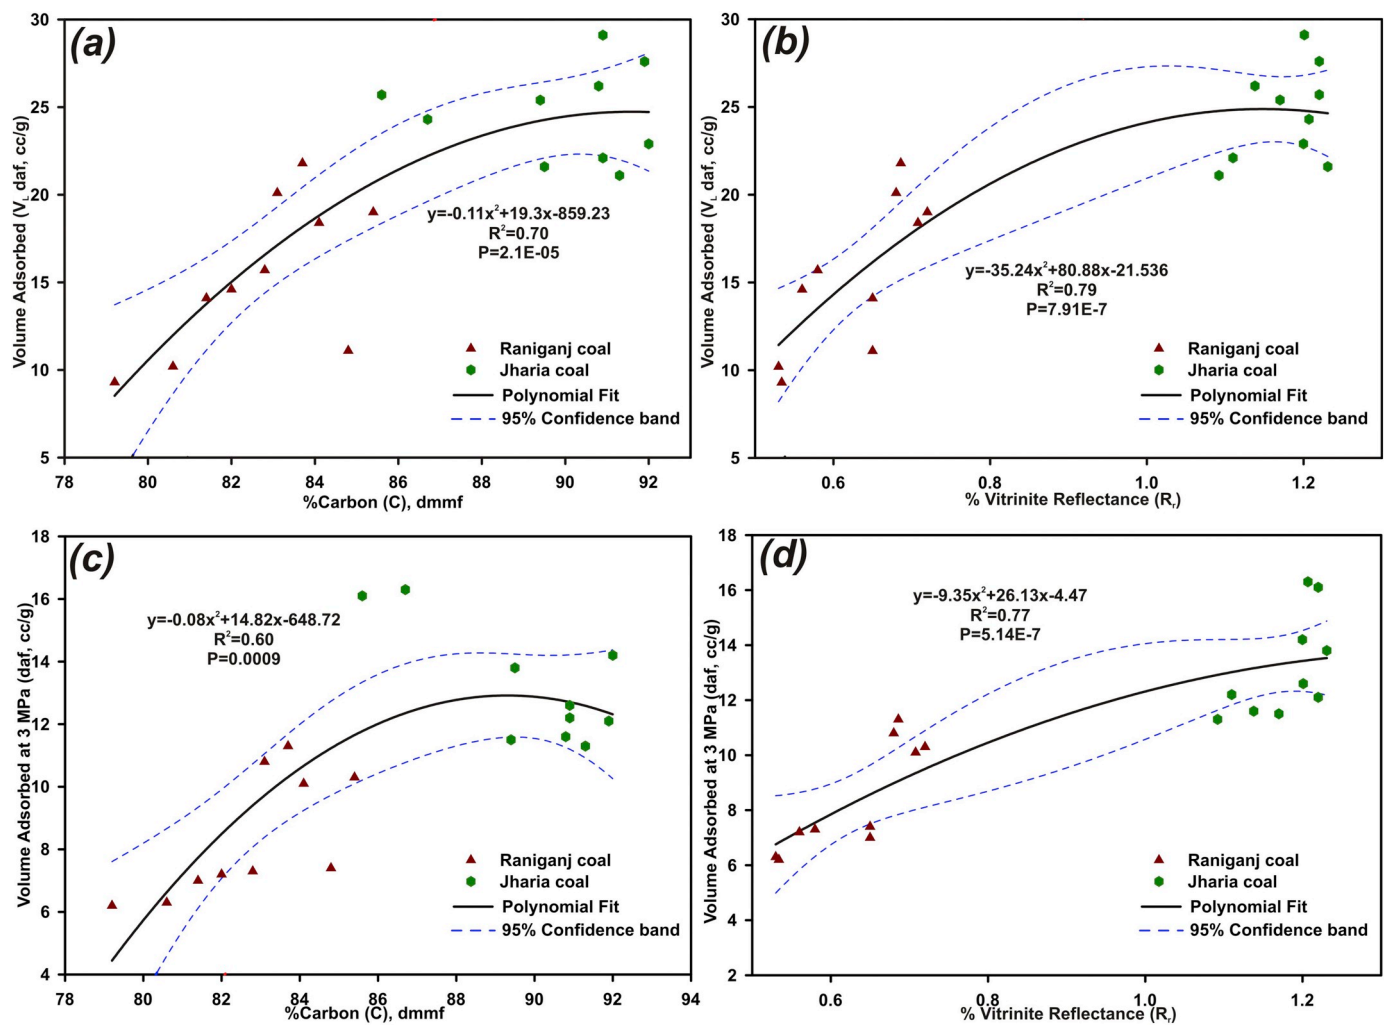 (a)
30
25
20
15
10
5
Volume Adsorbed (V_L daf, cc/g)
y=-0.11x²+19.3x-859.23
R²=0.70
P=2.1E-05
Raniganj coal
Jharia coal
Polynomial Fit
95% Confidence band
78 80 82 84 86 88 90 92
%Carbon (C), dmmf
(b)
30
25
20
15
10
5
Volume Adsorbed (V_L daf, cc/g)
y=-35.24x²+80.88x-21.536
R²=0.79
P=7.91E-7
Raniganj coal
Jharia coal
Polynomial Fit
95% Confidence band
0.6 0.8 1.0 1.2
% Vitrinite Reflectance (R_r)
(c)
18
16
14
12
10
8
6
4
Volume Adsorbed at 3 MPa (daf, cc/g)
y=-0.08x²+14.82x-648.72
R²=0.60
P=0.0009
Raniganj coal
Jharia coal
Polynomial Fit
95% Confidence band
78 80 82 84 86 88 90 92 94
%Carbon (C), dmmf
(d)
18
16
14
12
10
8
6
4
2
Volume Adsorbed at 3 MPa (daf, cc/g)
y=-9.35x²+26.13x-4.47
R²=0.77
P=5.14E-7
Raniganj coal
Jharia coal
Polynomial Fit
95% Confidence band
0.6 0.8 1.0 1.2
% Vitrinite Reflectance (R_r)